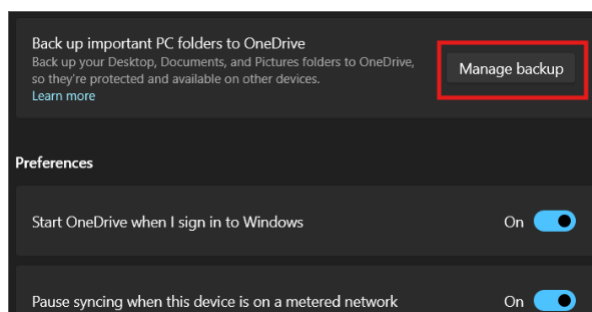 Back up important PC folders to OneDrive
Back up your Desktop, Documents, and Pictures folders to OneDrive,
so they're protected and available on other devices.
Learn more
Manage backup
Preferences
Start OneDrive when I sign in to Windows
On
Pause syncing when this device is on a metered network
On